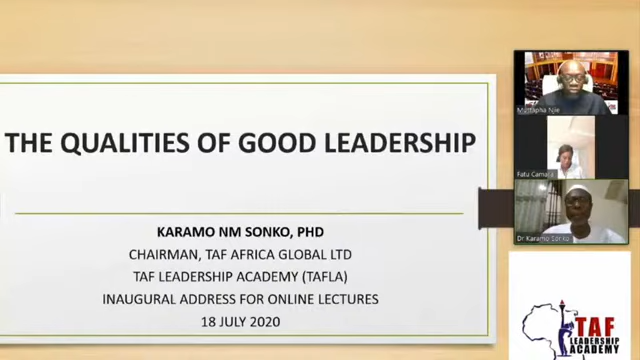 THE QUALITIES OF GOOD LEADERSHIP
KARAMO NM SONKO, PHD
CHAIRMAN, TAF AFRICA GLOBAL LTD
TAF LEADERSHIP ACADEMY (TAFLA)
INAUGURAL ADDRESS FOR ONLINE LECTURES
18 JULY 2020
Mustapha Njie
Fatu Camara
Dr Karamo Sonko
TAF
LEADERSHIP
ACADEMY